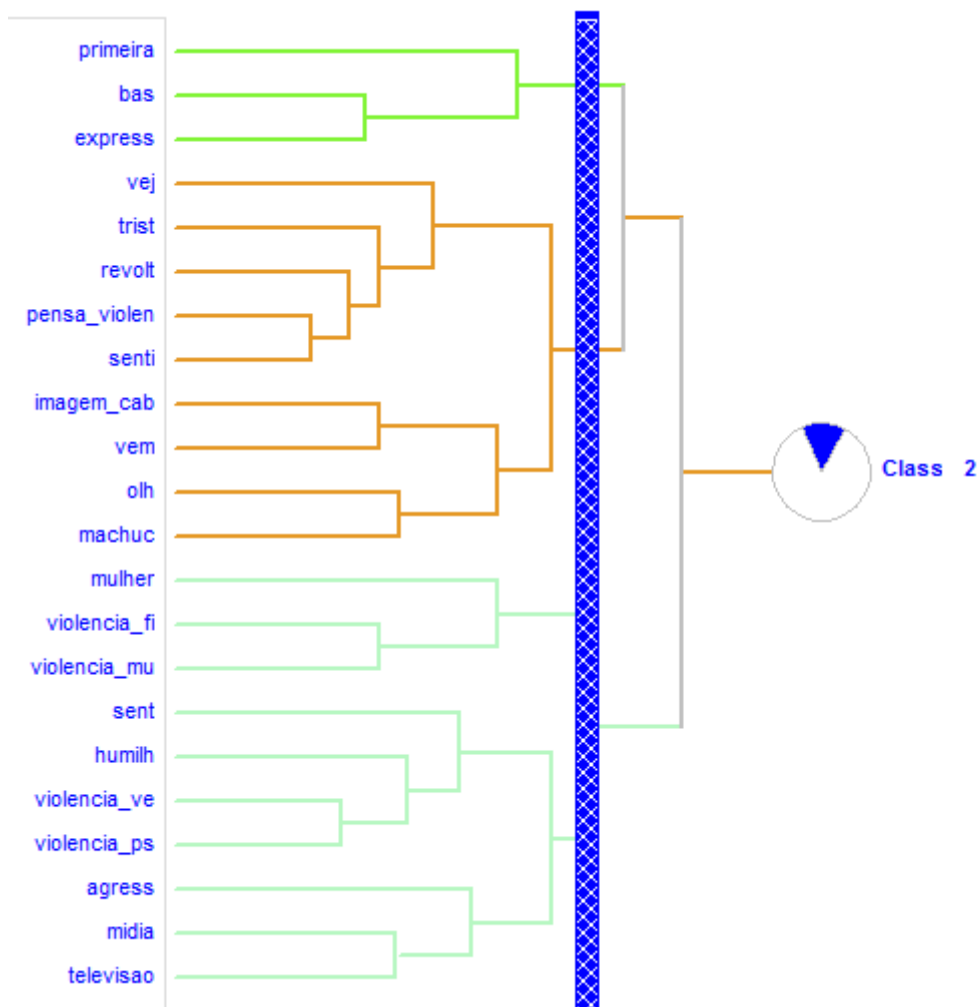 primeira
bas
express
vej
trist
revolt
pensa_violen
senti
imagem_cab
vem
olh
machuc
mulher
violencia_fi
violencia_mu
sent
humilh
violencia_ve
violencia_ps
agress
midia
televisao
Class 2